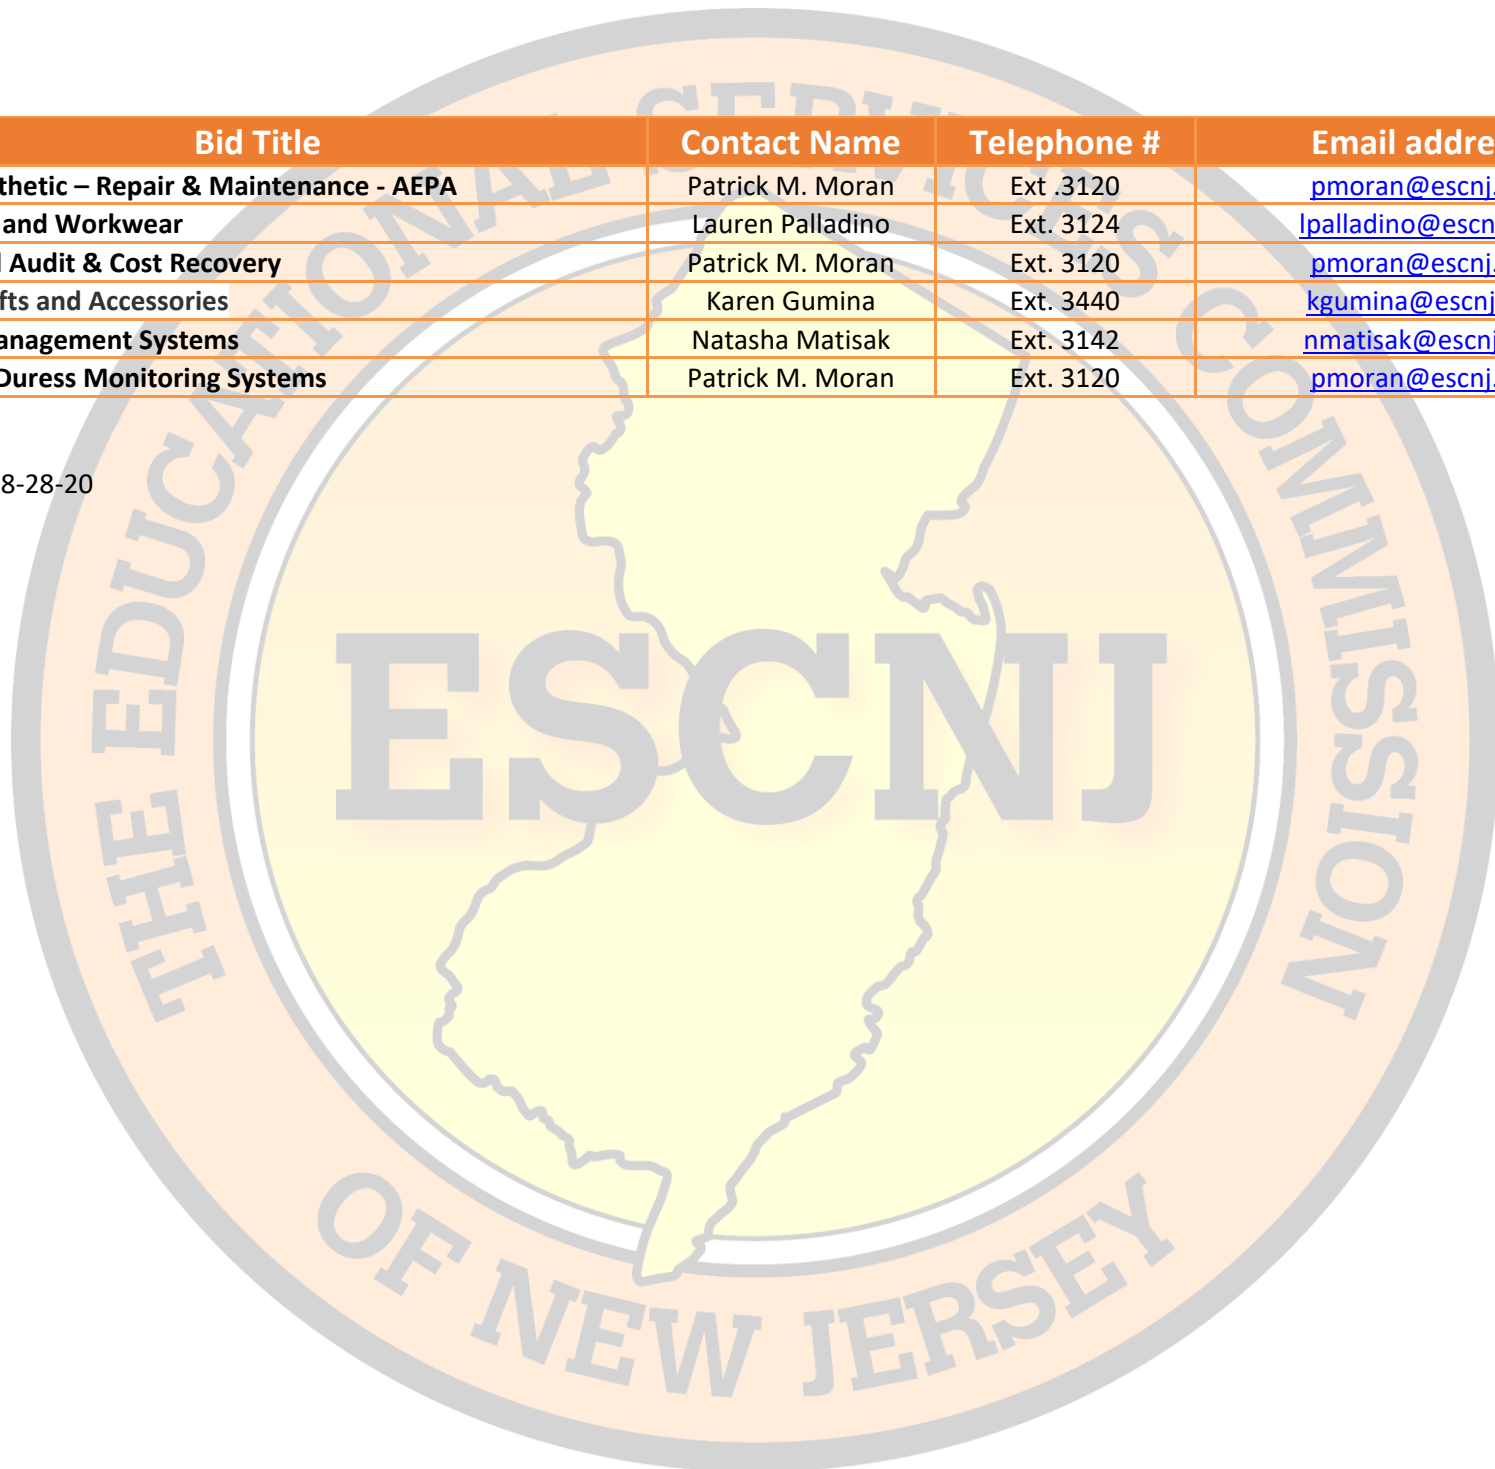 Bid Title Contact Name Telephone # Email addre
thetic – Repair & Maintenance - AEPA Patrick M. Moran Ext .3120 pmoran@escnj.
and Workwear Lauren Palladino Ext. 3124 lpalladino@escn
l Audit & Cost Recovery Patrick M. Moran Ext. 3120 pmoran@escnj.
fts and Accessories Karen Gumina Ext. 3440 kgumina@escnj
anagement Systems Natasha Matisak Ext. 3142 nmatisak@escnj
Duress Monitoring Systems Patrick M. Moran Ext. 3120 pmoran@escnj.
8-28-20
THE EDUCATIONAL SERVICES COMMISSION
ESCNJ
OF NEW JERSEY